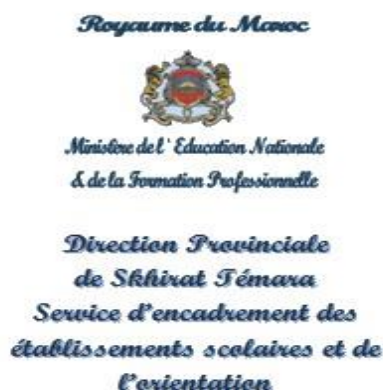 Royaume du Maroc
Ministère de l'Education Nationale
& de la Formation Professionnelle
Direction Provinciale
de Skhirat Témara
Service d'encadrement des
établissements scolaires et de
l'orientation